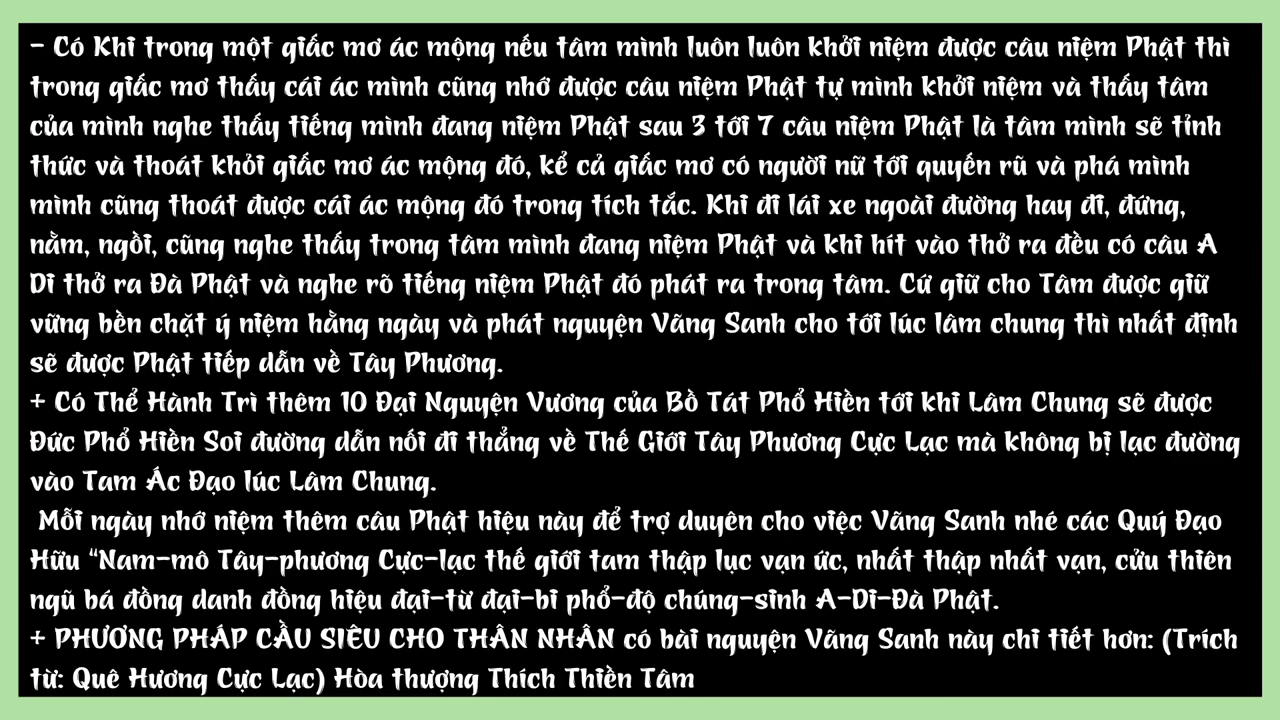 - Có Khi trong một giấc mơ ác mộng nếu tâm mình luôn luôn khởi niệm được câu niệm Phật thì
trong giấc mơ thấy cái ác mình cũng nhớ được câu niệm Phật tự mình khởi niệm và thấy tâm
của mình nghe thấy tiếng mình đang niệm Phật sau 3 tới 7 câu niệm Phật là tâm mình sẽ tỉnh
thức và thoát khỏi giấc mơ ác mộng đó, kể cả giấc mơ có người nữ tới quyến rũ và phá mình
mình cũng thoát được cái ác mộng đó trong tích tắc. Khi đi lái xe ngoài đường hay đi, đứng,
nằm, ngồi, cũng nghe thấy trong tâm mình đang niệm Phật và khi hít vào thở ra đều có câu A
Di thở ra Đà Phật và nghe rõ tiếng niệm Phật đó phát ra trong tâm. Cứ giữ cho Tâm được giữ
vững bền chặt ý niệm hằng ngày và phát nguyện Vãng Sanh cho tới lúc lâm chung thì nhất định
sẽ được Phật tiếp dẫn về Tây Phương.
+ Có Thể Hành Trì thêm 10 Đại Nguyện Vương của Bồ Tát Phổ Hiền tới khi Lâm Chung sẽ được
Đức Phổ Hiền Soi đường dẫn nối đi thẳng về Thế Giới Tây Phương Cực Lạc mà không bị lạc đường
vào Tam Ác Đạo lúc Lâm Chung.
Mỗi ngày nhớ niệm thêm câu Phật hiệu này để trợ duyên cho việc Vãng Sanh nhé các Quý Đạo
Hữu "Nam-mô Tây-phương Cực-lạc thế giới tam thập lục vạn ức, nhất thập nhất vạn, cửu thiên
ngũ bá đồng danh đồng hiệu đại-từ đại-bi phổ-độ chúng-sinh A-Di-Đà Phật.
+ PHƯƠNG PHÁP CẦU SIÊU CHO THÂN NHÂN có bài nguyện Vãng Sanh này chi tiết hơn: (Trích
từ: Quê Hương Cực Lạc) Hòa thượng Thích Thiền Tâm